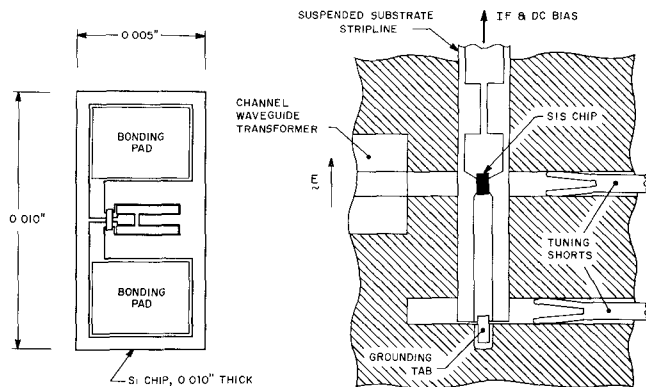 0.005"
0.010"
BONDING
PAD
BONDING
PAD
Si CHIP, 0.010" THICK
SUSPENDED SUBSTRATE
STRIPLINE
IF & DC BIAS
CHANNEL
WAVEGUIDE
TRANSFORMER
SIS CHIP
E
TUNING
SHORTS
GROUNDING
TAB